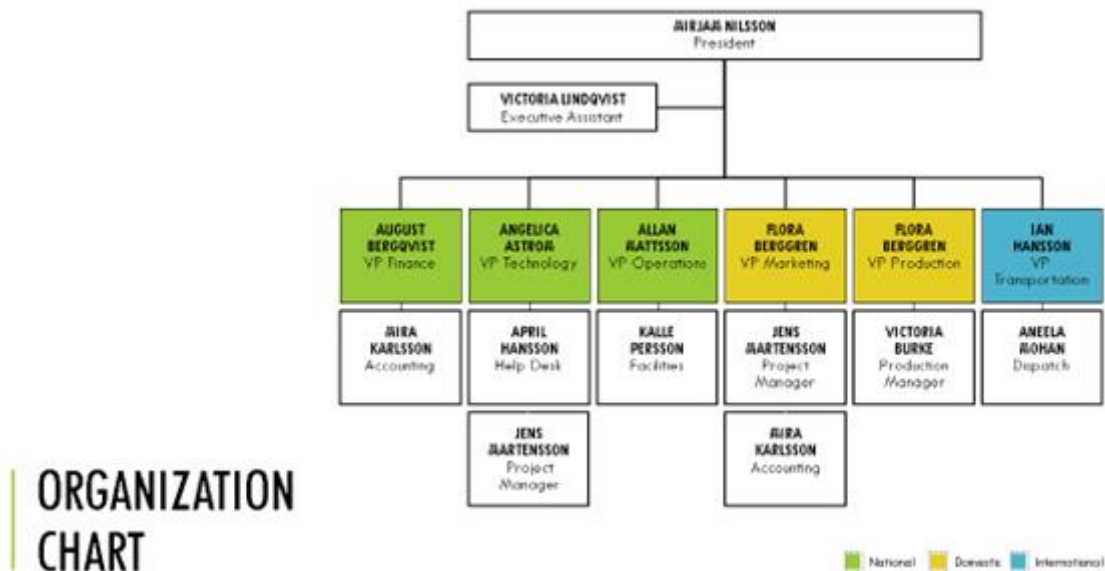 MIRJAM NILSSON
President
VICTORIA LINDQVIST
Executive Assistant
AUGUST
BERGQVIST
VP Finance
ANGELICA
ASTROM
VP Technology
ALLAN
MATTSSON
VP Operations
FLORA
BERGGREN
VP Marketing
FLORA
BERGGREN
VP Production
IAN
HANSSON
VP
Transportation
MIRA
KARLSSON
Accounting
APRIL
HANSSON
Help Desk
KALLE
PERSSON
Facilities
JENS
MARTENSSON
Project
Manager
VICTORIA
BURKE
Production
Manager
ANEELA
MOHAN
Dispatch
JENS
MARTENSSON
Project
Manager
MIRA
KARLSSON
Accounting
ORGANIZATION
CHART
National
Domestic
International